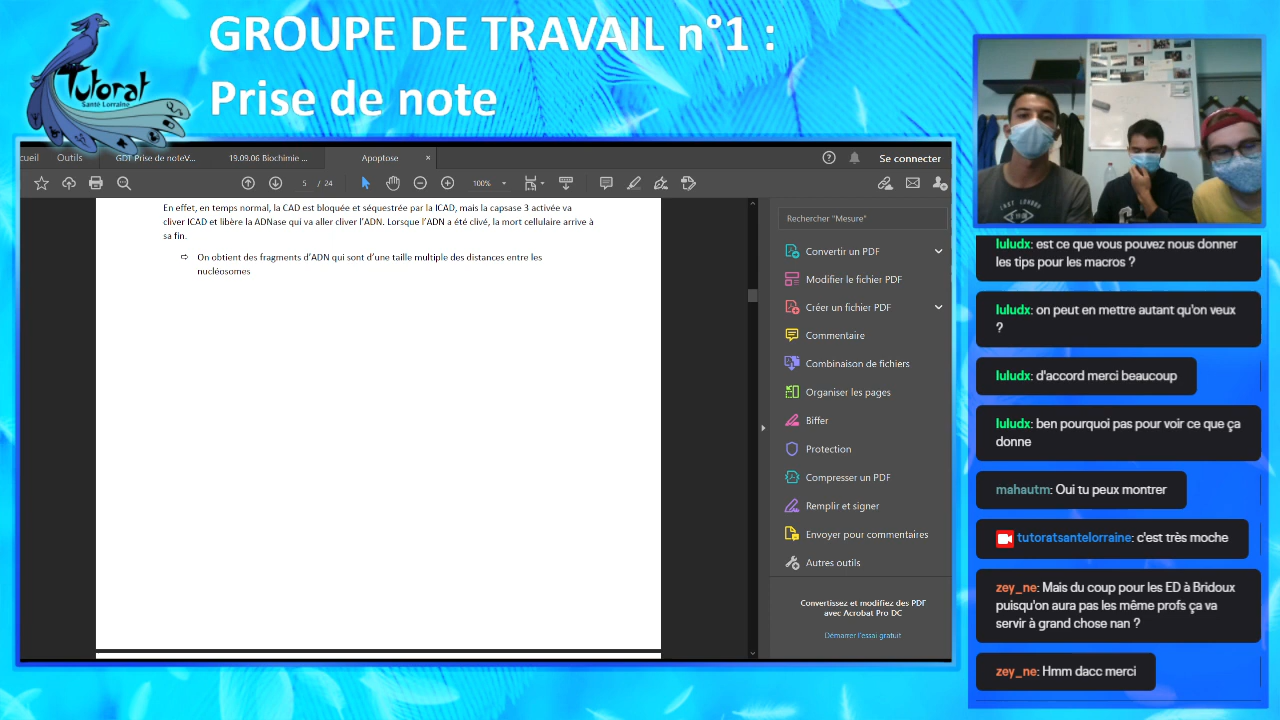 GROUPE DE TRAVAIL n°1 :
Prise de note
Tutorat
Santé Lorraine
cueil
Outils
GDT Prise de noteV...
19.09.06 Biochimie ...
Apoptose
×
Se connecter
5 / 24
100%
En effet, en temps normal, la CAD est bloquée et séquestrée par la ICAD, mais la capsase 3 activée va
cliver ICAD et libère la ADNase qui va aller cliver l'ADN. Lorsque l'ADN a été clivé, la mort cellulaire arrive à
sa fin.
⇨ On obtient des fragments d'ADN qui sont d'une taille multiple des distances entre les
nucléosomes
Rechercher "Mesure"
Convertir un PDF
Modifier le fichier PDF
Créer un fichier PDF
Commentaire
Combinaison de fichiers
Organiser les pages
Biffer
Protection
Compresser un PDF
Remplir et signer
Envoyer pour commentaires
Autres outils
Convertissez et modifiez des PDF
avec Acrobat Pro DC
Démarrer l'essai gratuit
luludx: est ce que vous pouvez nous donner
les tips pour les macros ?
luludx: on peut en mettre autant qu'on veux
?
luludx: d'accord merci beaucoup
luludx: ben pourquoi pas pour voir ce que ça
donne
mahautm: Oui tu peux montrer
tutoratsantelorraine: c'est très moche
zey_ne: Mais du coup pour les ED à Bridoux
puisqu'on aura pas les même profs ça va
servir à grand chose nan ?
zey_ne: Hmm dacc merci